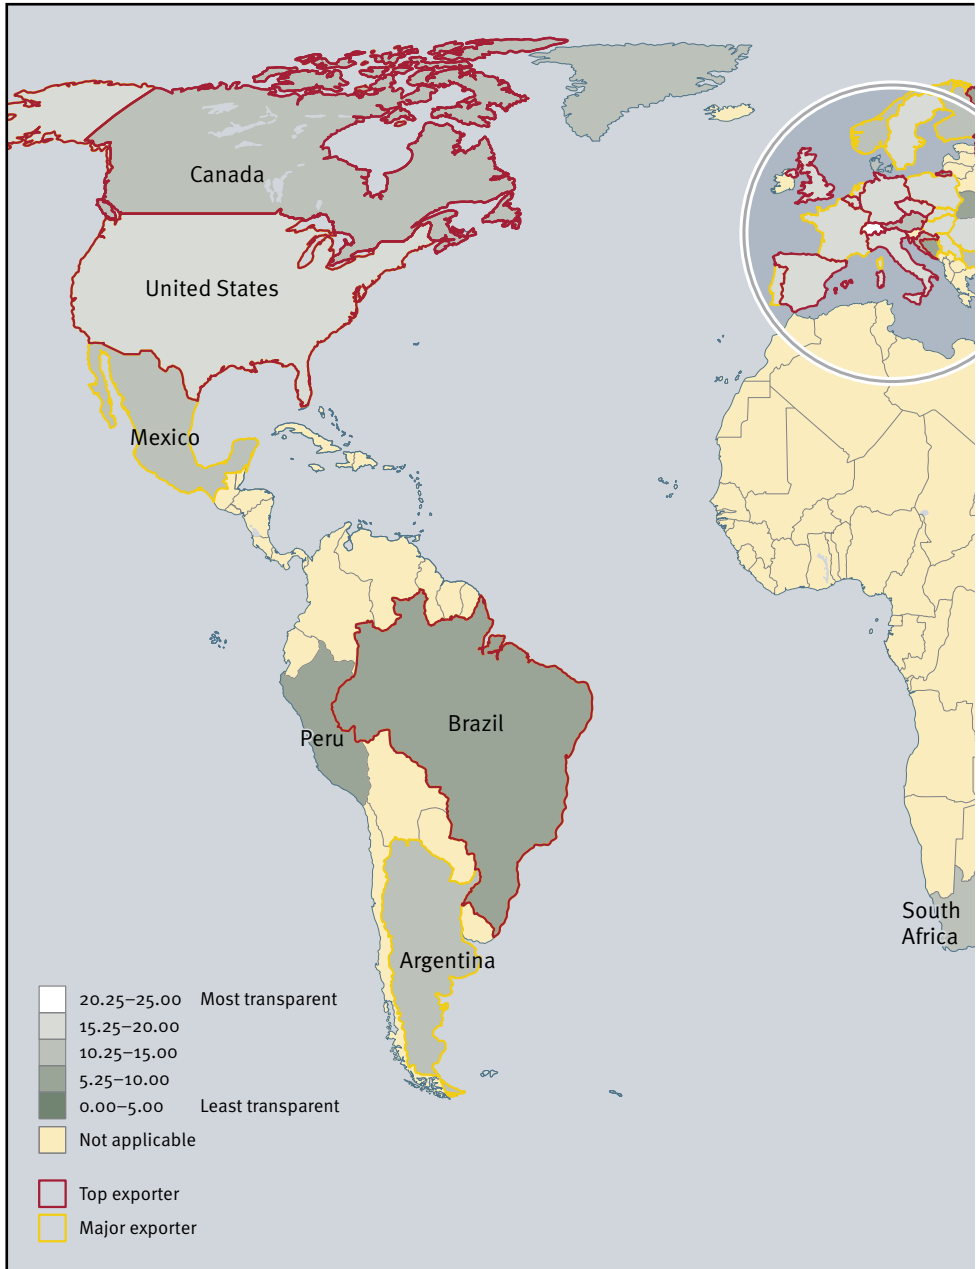 Canada
United States
Mexico
Brazil
Peru
South
Africa
Argentina
20.25–25.00 Most transparent
15.25–20.00
10.25–15.00
5.25–10.00
0.00–5.00 Least transparent
Not applicable
Top exporter
Major exporter